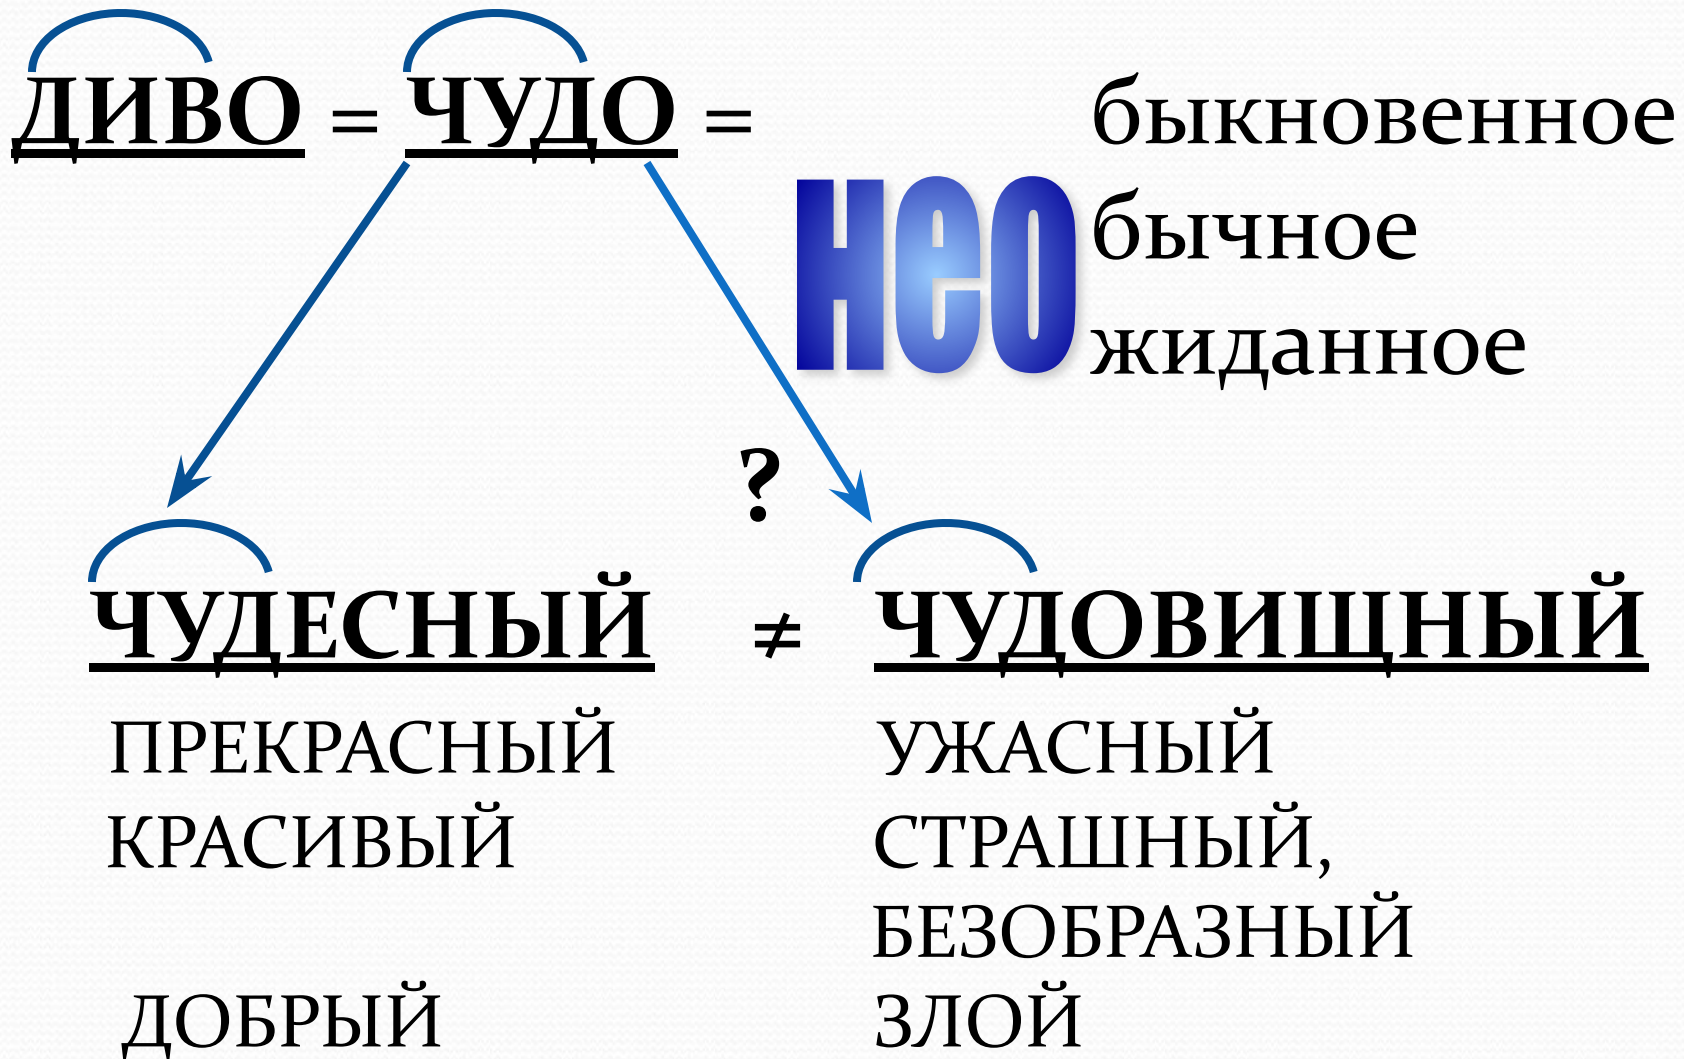 ДИВО = ЧУДО =
быкновенное
нео бычное
жиданное
?
ЧУДЕСНЫЙ ≠ ЧУДОВИЩНЫЙ
ПРЕКРАСНЫЙ УЖАСНЫЙ
КРАСИВЫЙ СТРАШНЫЙ,
БЕЗОБРАЗНЫЙ
ДОБРЫЙ ЗЛОЙ